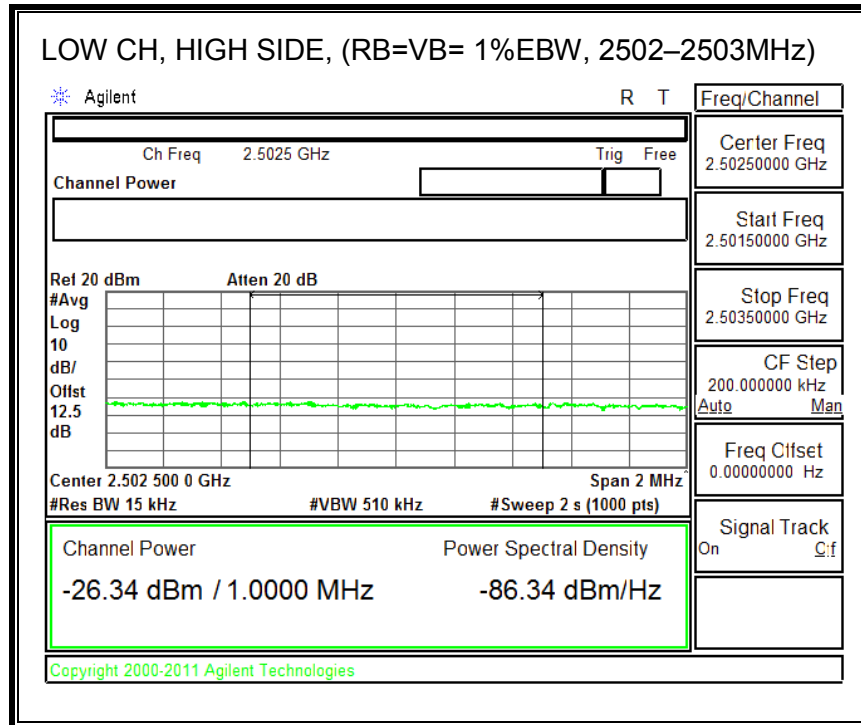 LOW CH, HIGH SIDE, (RB=VB= 1%EBW, 2502–2503MHz)
Agilent R T
Freq/Channel
Ch Freq 2.5025 GHz Trig Free
Channel Power
Center Freq
2.50250000 GHz
Start Freq
2.50150000 GHz
Stop Freq
2.50350000 GHz
CF Step
200.000000 kHz
Auto Man
Freq Offset
0.00000000 Hz
Signal Track
On Off
Ref 20 dBm Atten 20 dB
#Avg
Log
10
dB/
Offst
12.5
dB
Center 2.502 500 0 GHz Span 2 MHz
#Res BW 15 kHz #VBW 510 kHz #Sweep 2 s (1000 pts)
Channel Power Power Spectral Density
-26.34 dBm / 1.0000 MHz -86.34 dBm/Hz
Copyright 2000-2011 Agilent Technologies